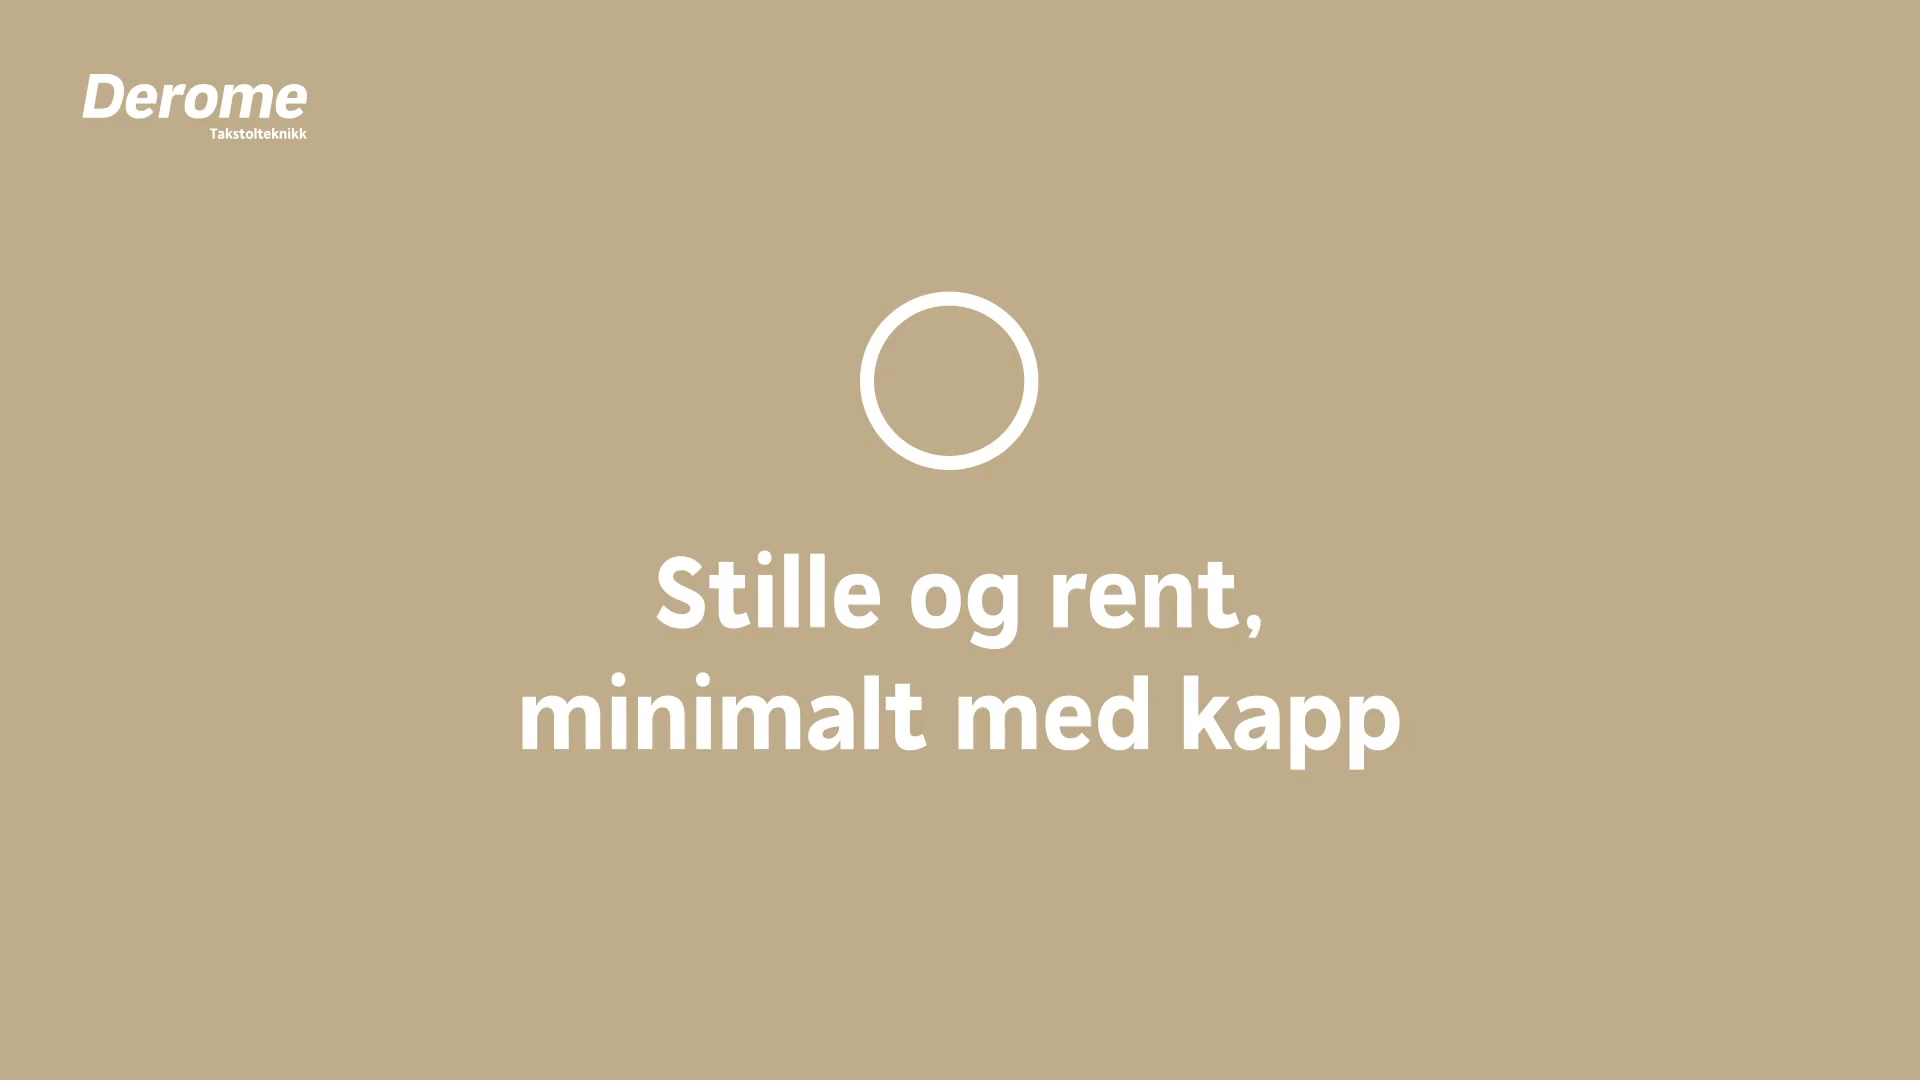 Derome
Takstolteknikk
Stille og rent,
minimalt med kapp